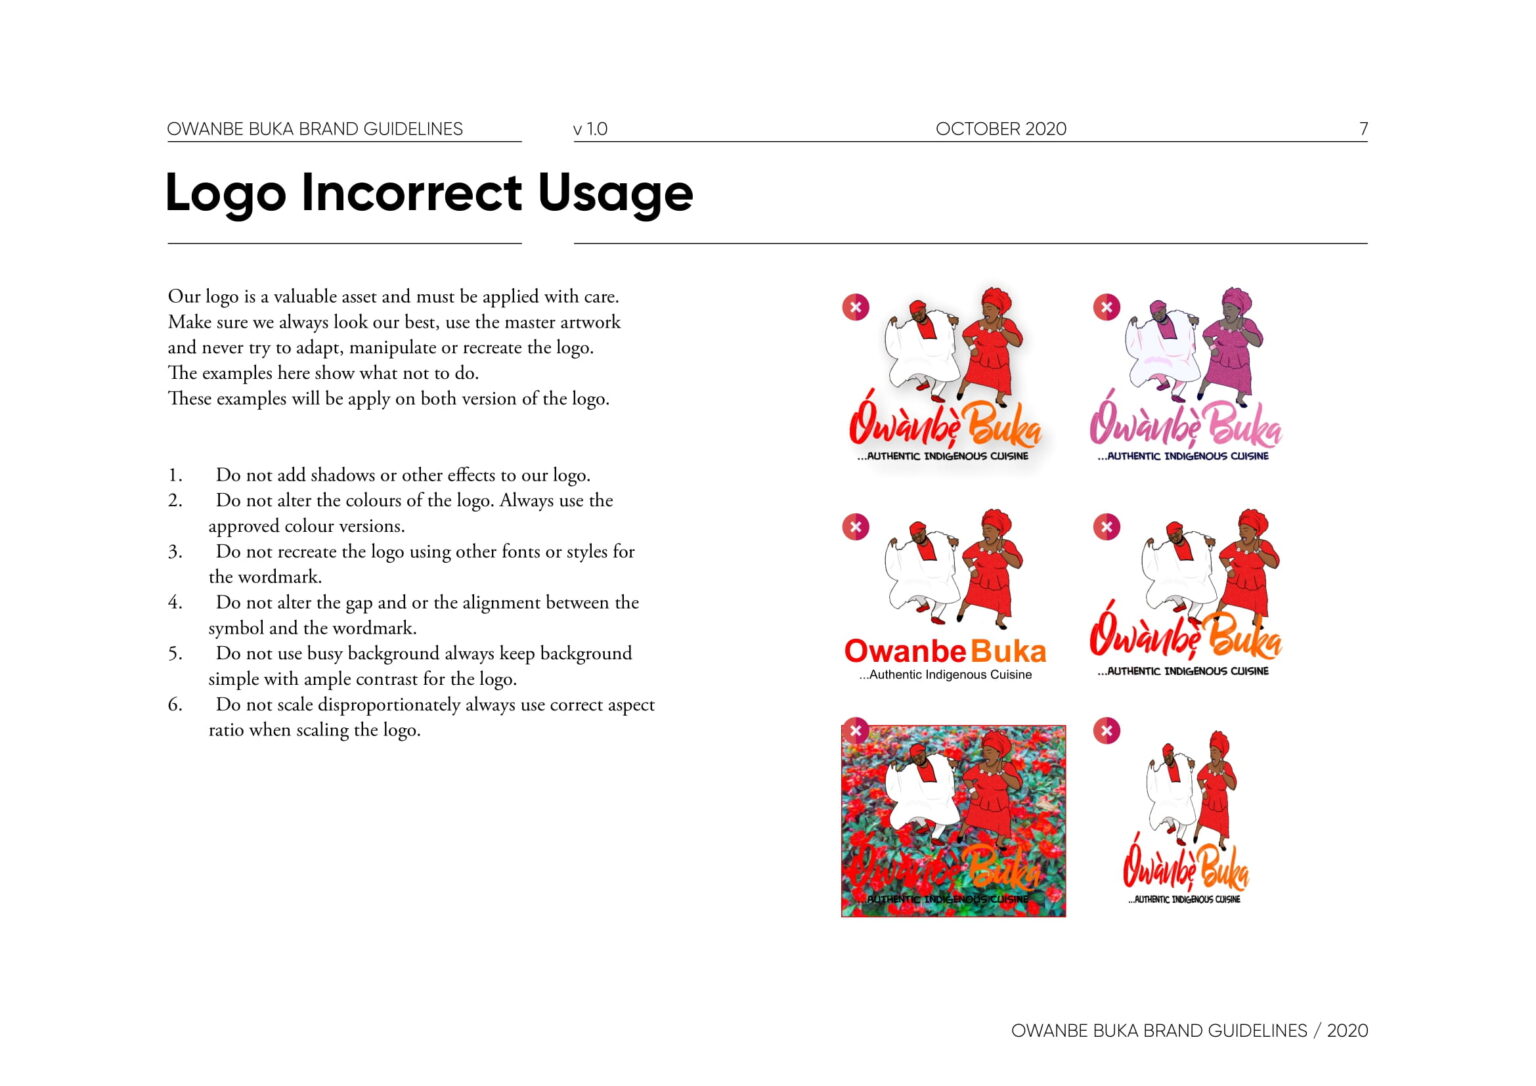 OWANBE BUKA BRAND GUIDELINES v 1.0 OCTOBER 2020 7
Logo Incorrect Usage
Our logo is a valuable asset and must be applied with care.
Make sure we always look our best, use the master artwork
and never try to adapt, manipulate or recreate the logo.
The examples here show what not to do.
These examples will be apply on both version of the logo.
1. Do not add shadows or other effects to our logo.
2. Do not alter the colours of the logo. Always use the
approved colour versions.
3. Do not recreate the logo using other fonts or styles for
the wordmark.
4. Do not alter the gap and or the alignment between the
symbol and the wordmark.
5. Do not use busy background always keep background
simple with ample contrast for the logo.
6. Do not scale disproportionately always use correct aspect
ratio when scaling the logo.
Ówànbẹ̀ Buka
...AUTHENTIC INDIGENOUS CUISINE
Ówànbẹ̀ Buka
...AUTHENTIC INDIGENOUS CUISINE
Owanbe Buka
...Authentic Indigenous Cuisine
Ówànbẹ̀ Buka
...AUTHENTIC INDIGENOUS CUISINE
Ówànbẹ̀ Buka
...AUTHENTIC INDIGENOUS CUISINE
Ówànbẹ̀ Buka
...AUTHENTIC INDIGENOUS CUISINE
OWANBE BUKA BRAND GUIDELINES / 2020